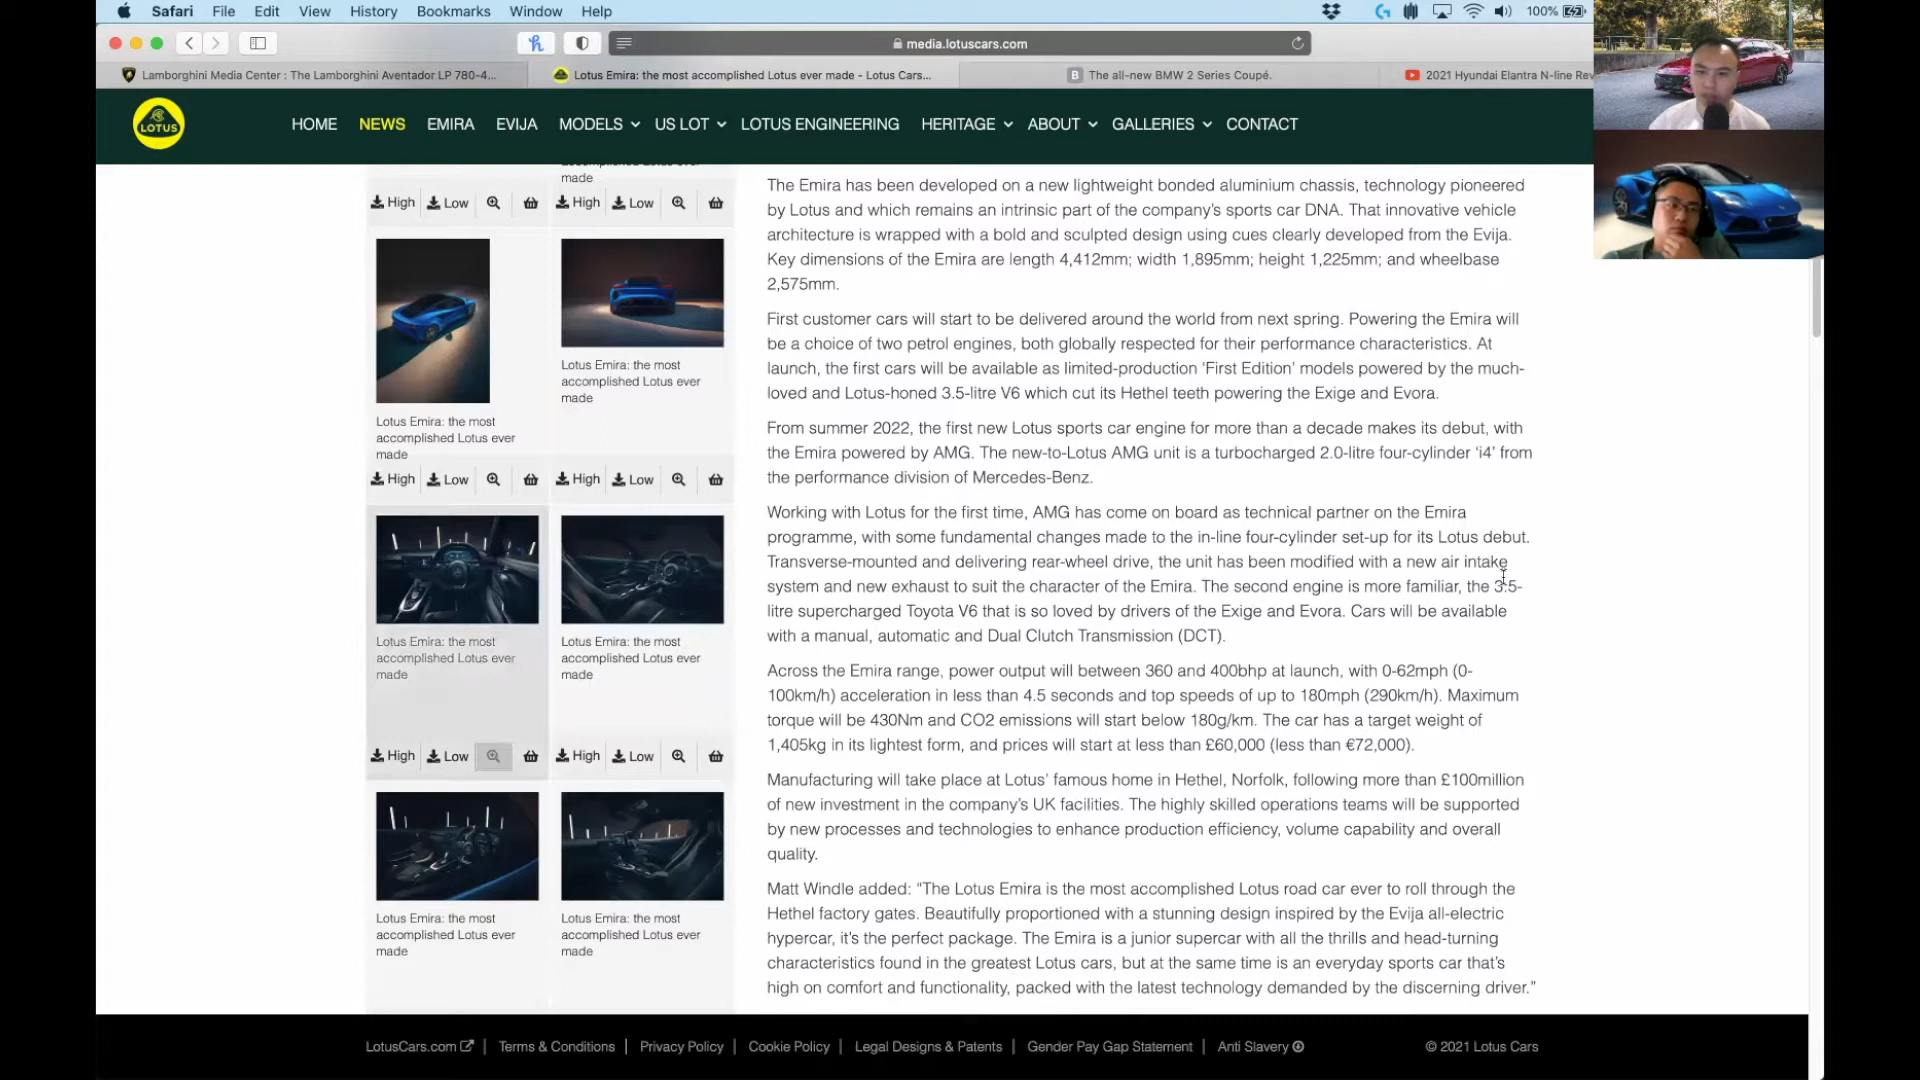 Safari File Edit View History Bookmarks Window Help 100%
media.lotuscars.com
Lamborghini Media Center : The Lamborghini Aventador LP 780-4...
Lotus Emira: the most accomplished Lotus ever made - Lotus Cars...
B The all-new BMW 2 Series Coupé.
2021 Hyundai Elantra N-line Rev
LOTUS
HOME NEWS EMIRA EVIJA MODELS US LOT LOTUS ENGINEERING HERITAGE ABOUT GALLERIES CONTACT
made
High Low
made
High Low
Lotus Emira: the most
accomplished Lotus ever
made
High Low
Lotus Emira: the most
accomplished Lotus ever
made
High Low
Lotus Emira: the most
accomplished Lotus ever
made
High Low
Lotus Emira: the most
accomplished Lotus ever
made
High Low
Lotus Emira: the most
accomplished Lotus ever
made
Lotus Emira: the most
accomplished Lotus ever
made
The Emira has been developed on a new lightweight bonded aluminium chassis, technology pioneered
by Lotus and which remains an intrinsic part of the company's sports car DNA. That innovative vehicle
architecture is wrapped with a bold and sculpted design using cues clearly developed from the Evija.
Key dimensions of the Emira are length 4,412mm; width 1,895mm; height 1,225mm; and wheelbase
2,575mm.
First customer cars will start to be delivered around the world from next spring. Powering the Emira will
be a choice of two petrol engines, both globally respected for their performance characteristics. At
launch, the first cars will be available as limited-production ‘First Edition’ models powered by the much-
loved and Lotus-honed 3.5-litre V6 which cut its Hethel teeth powering the Exige and Evora.
From summer 2022, the first new Lotus sports car engine for more than a decade makes its debut, with
the Emira powered by AMG. The new-to-Lotus AMG unit is a turbocharged 2.0-litre four-cylinder ‘i4’ from
the performance division of Mercedes-Benz.
Working with Lotus for the first time, AMG has come on board as technical partner on the Emira
programme, with some fundamental changes made to the in-line four-cylinder set-up for its Lotus debut.
Transverse-mounted and delivering rear-wheel drive, the unit has been modified with a new air intake
system and new exhaust to suit the character of the Emira. The second engine is more familiar, the 3.5-
litre supercharged Toyota V6 that is so loved by drivers of the Exige and Evora. Cars will be available
with a manual, automatic and Dual Clutch Transmission (DCT).
Across the Emira range, power output will between 360 and 400bhp at launch, with 0-62mph (0-
100km/h) acceleration in less than 4.5 seconds and top speeds of up to 180mph (290km/h). Maximum
torque will be 430Nm and CO2 emissions will start below 180g/km. The car has a target weight of
1,405kg in its lightest form, and prices will start at less than £60,000 (less than €72,000).
Manufacturing will take place at Lotus’ famous home in Hethel, Norfolk, following more than £100million
of new investment in the company’s UK facilities. The highly skilled operations teams will be supported
by new processes and technologies to enhance production efficiency, volume capability and overall
quality.
Matt Windle added: “The Lotus Emira is the most accomplished Lotus road car ever to roll through the
Hethel factory gates. Beautifully proportioned with a stunning design inspired by the Evija all-electric
hypercar, it’s the perfect package. The Emira is a junior supercar with all the thrills and head-turning
characteristics found in the greatest Lotus cars, but at the same time is an everyday sports car that’s
high on comfort and functionality, packed with the latest technology demanded by the discerning driver.”
LotusCars.com | Terms & Conditions | Privacy Policy | Cookie Policy | Legal Designs & Patents | Gender Pay Gap Statement | Anti Slavery © 2021 Lotus Cars